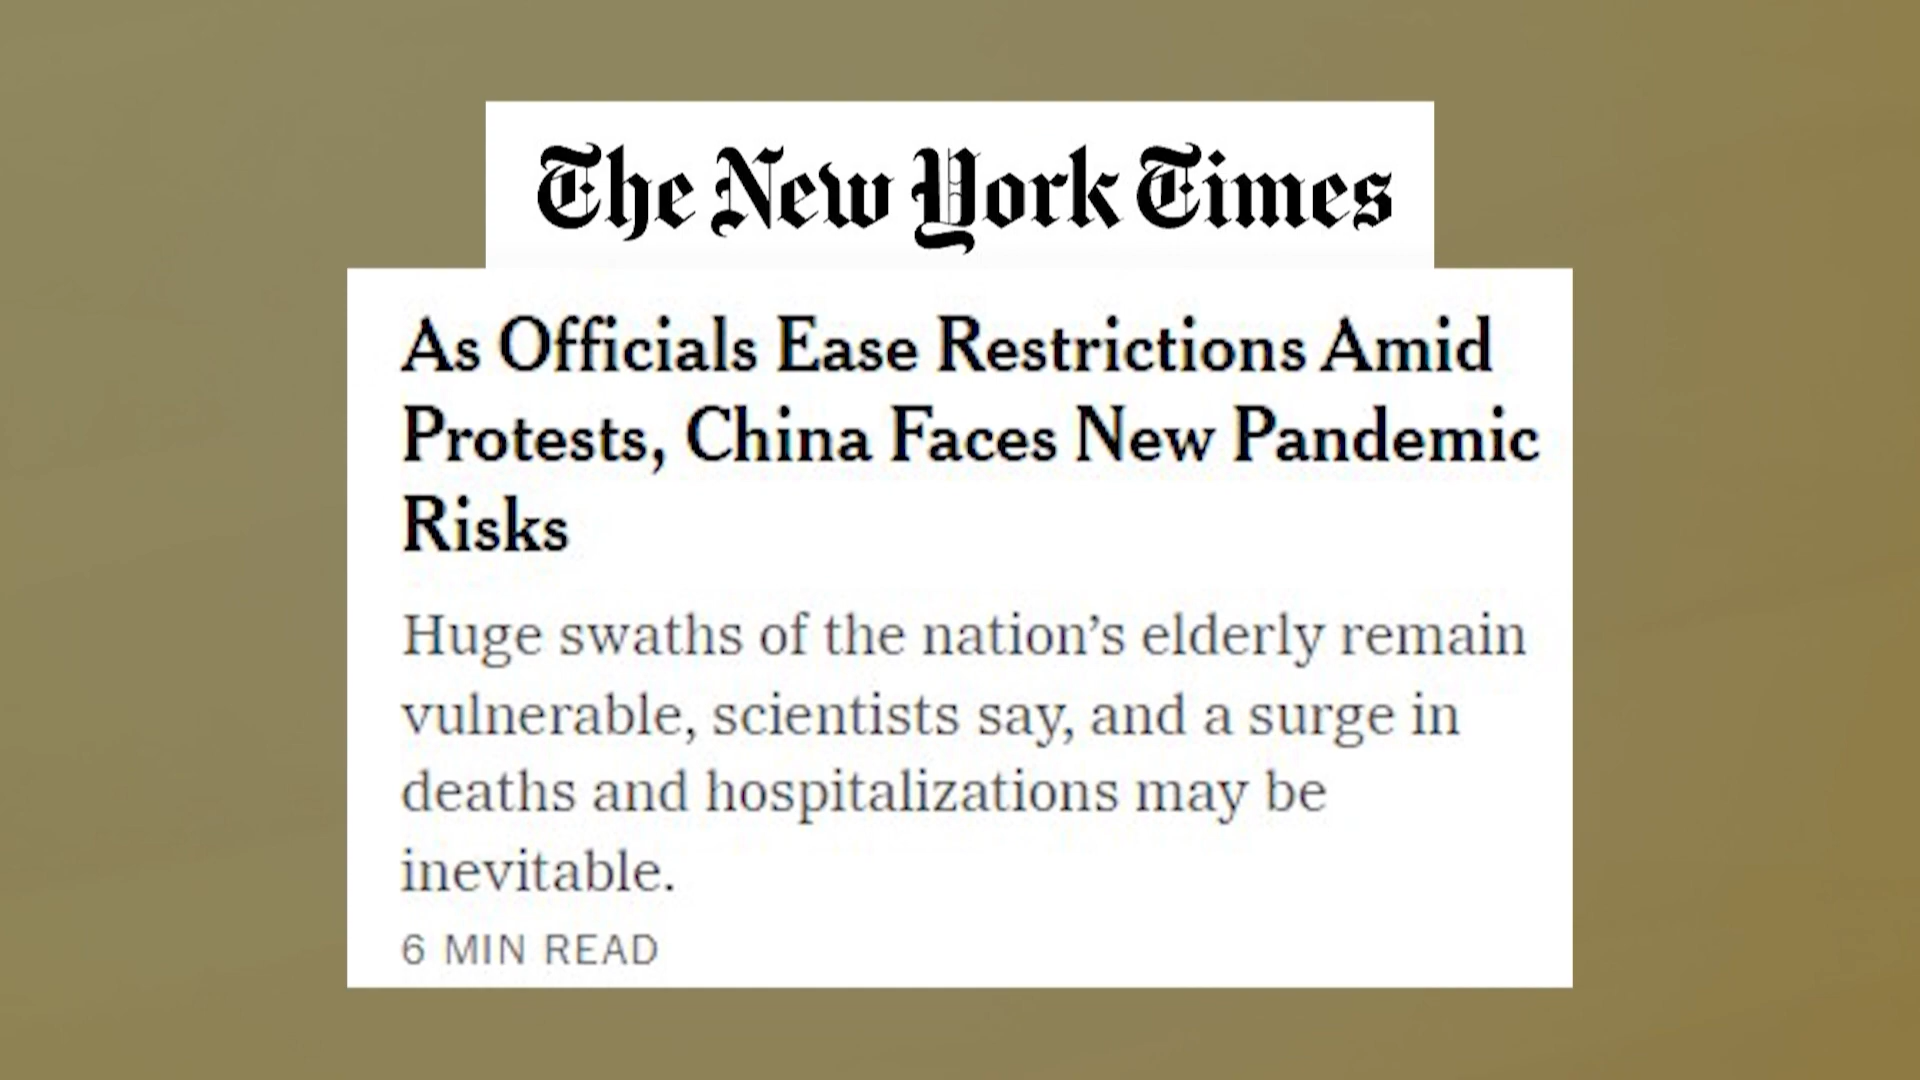 The New York Times
As Officials Ease Restrictions Amid
Protests, China Faces New Pandemic
Risks
Huge swaths of the nation’s elderly remain
vulnerable, scientists say, and a surge in
deaths and hospitalizations may be
inevitable.
6 MIN READ